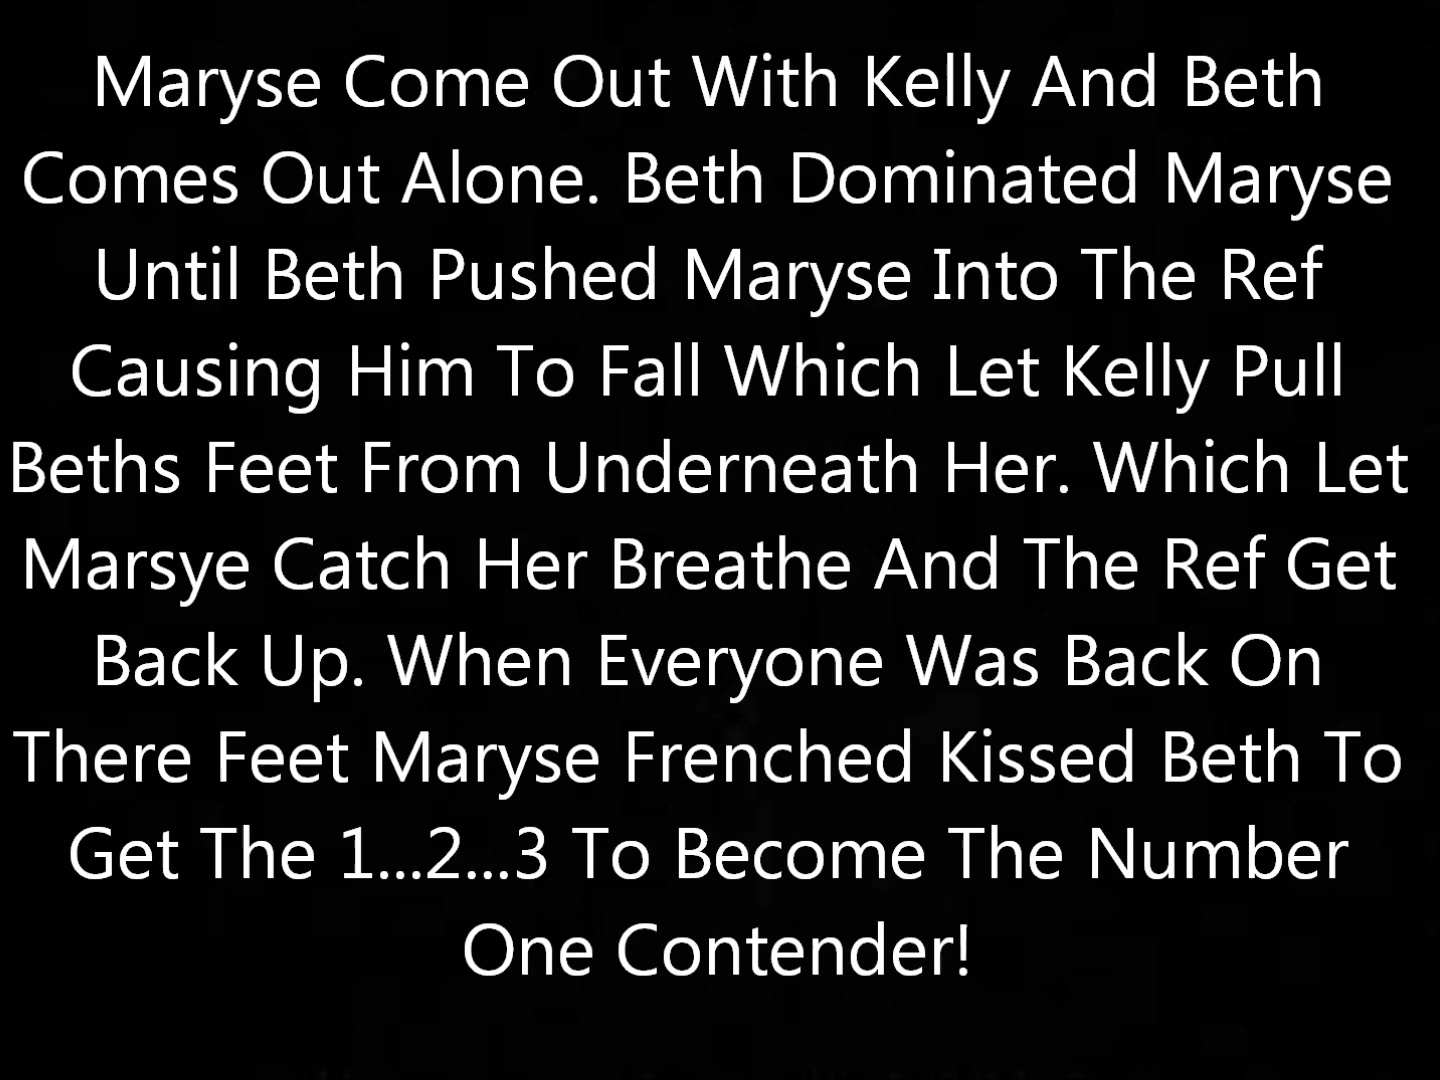 Maryse Come Out With Kelly And Beth
Comes Out Alone. Beth Dominated Maryse
Until Beth Pushed Maryse Into The Ref
Causing Him To Fall Which Let Kelly Pull
Beths Feet From Underneath Her. Which Let
Marsye Catch Her Breathe And The Ref Get
Back Up. When Everyone Was Back On
There Feet Maryse Frenched Kissed Beth To
Get The 1...2...3 To Become The Number
One Contender!